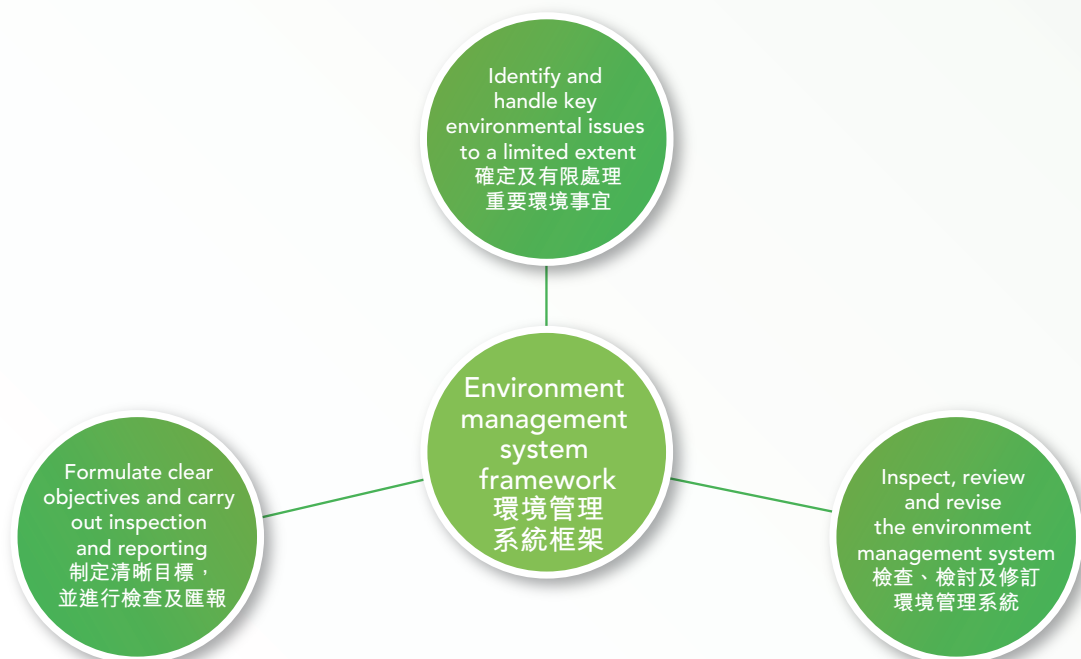 Identify and
handle key
environmental issues
to a limited extent
確定及有限處理
重要環境事宜
Environment
management
system
framework
環境管理
系統框架
Formulate clear
objectives and carry
out inspection
and reporting
制定清晰目標，
並進行檢查及匯報
Inspect, review
and revise
the environment
management system
檢查、檢討及修訂
環境管理系統